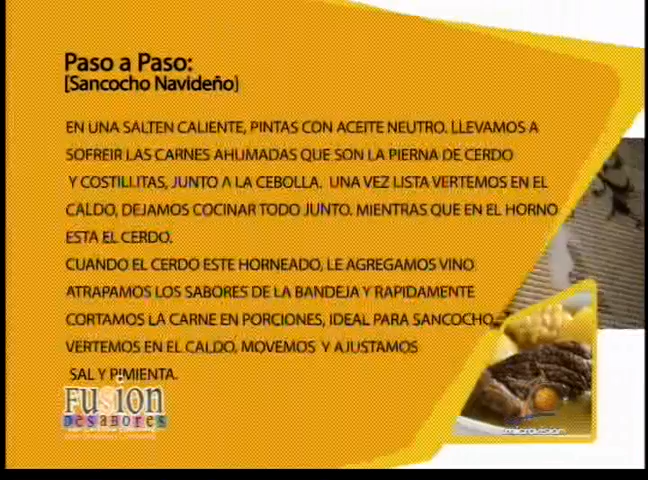 Paso a Paso:
[Sancocho Navideño]
EN UNA SALTEN CALIENTE, PINTAS CON ACEITE NEUTRO. LLEVAMOS A
SOFREIR LAS CARNES AHUMADAS QUE SON LA PIERNA DE CERDO
Y COSTILLITAS, JUNTO A LA CEBOLLA. UNA VEZ LISTA VERTEMOS EN EL
CALDO, DEJAMOS COCINAR TODO JUNTO. MIENTRAS QUE EN EL HORNO
ESTA EL CERDO.
CUANDO EL CERDO ESTE HORNEADO, LE AGREGAMOS VINO
ATRAPAMOS LOS SABORES DE LA BANDEJA Y RAPIDAMENTE
CORTAMOS LA CARNE EN PORCIONES, IDEAL PARA SANCOCHO,
VERTEMOS EN EL CALDO, MOVEMOS Y AJUSTAMOS
SAL Y PIMIENTA.
Fusion
DESABORES
microvision